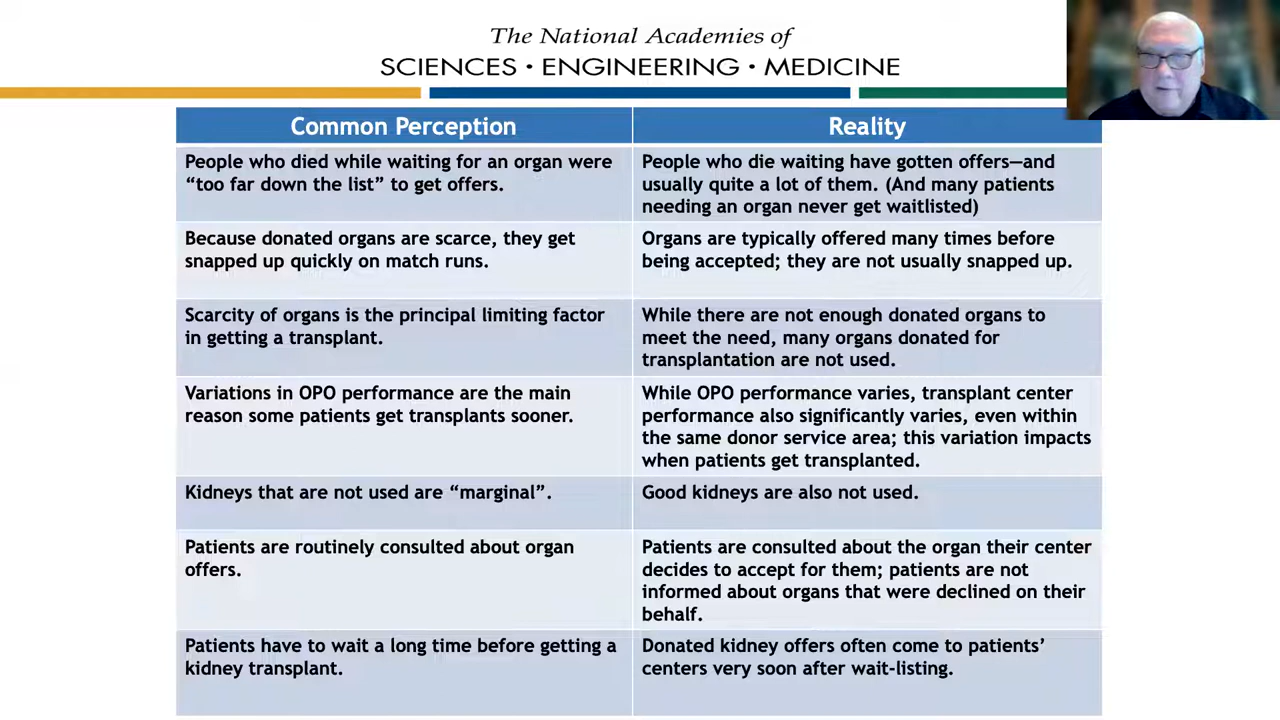 The National Academies of
SCIENCES · ENGINEERING · MEDICINE
Common Perception
Reality
People who died while waiting for an organ were
“too far down the list” to get offers.
People who die waiting have gotten offers—and
usually quite a lot of them. (And many patients
needing an organ never get waitlisted)
Because donated organs are scarce, they get
snapped up quickly on match runs.
Organs are typically offered many times before
being accepted; they are not usually snapped up.
Scarcity of organs is the principal limiting factor
in getting a transplant.
While there are not enough donated organs to
meet the need, many organs donated for
transplantation are not used.
Variations in OPO performance are the main
reason some patients get transplants sooner.
While OPO performance varies, transplant center
performance also significantly varies, even within
the same donor service area; this variation impacts
when patients get transplanted.
Kidneys that are not used are “marginal”.
Good kidneys are also not used.
Patients are routinely consulted about organ
offers.
Patients are consulted about the organ their center
decides to accept for them; patients are not
informed about organs that were declined on their
behalf.
Patients have to wait a long time before getting a
kidney transplant.
Donated kidney offers often come to patients’
centers very soon after wait-listing.